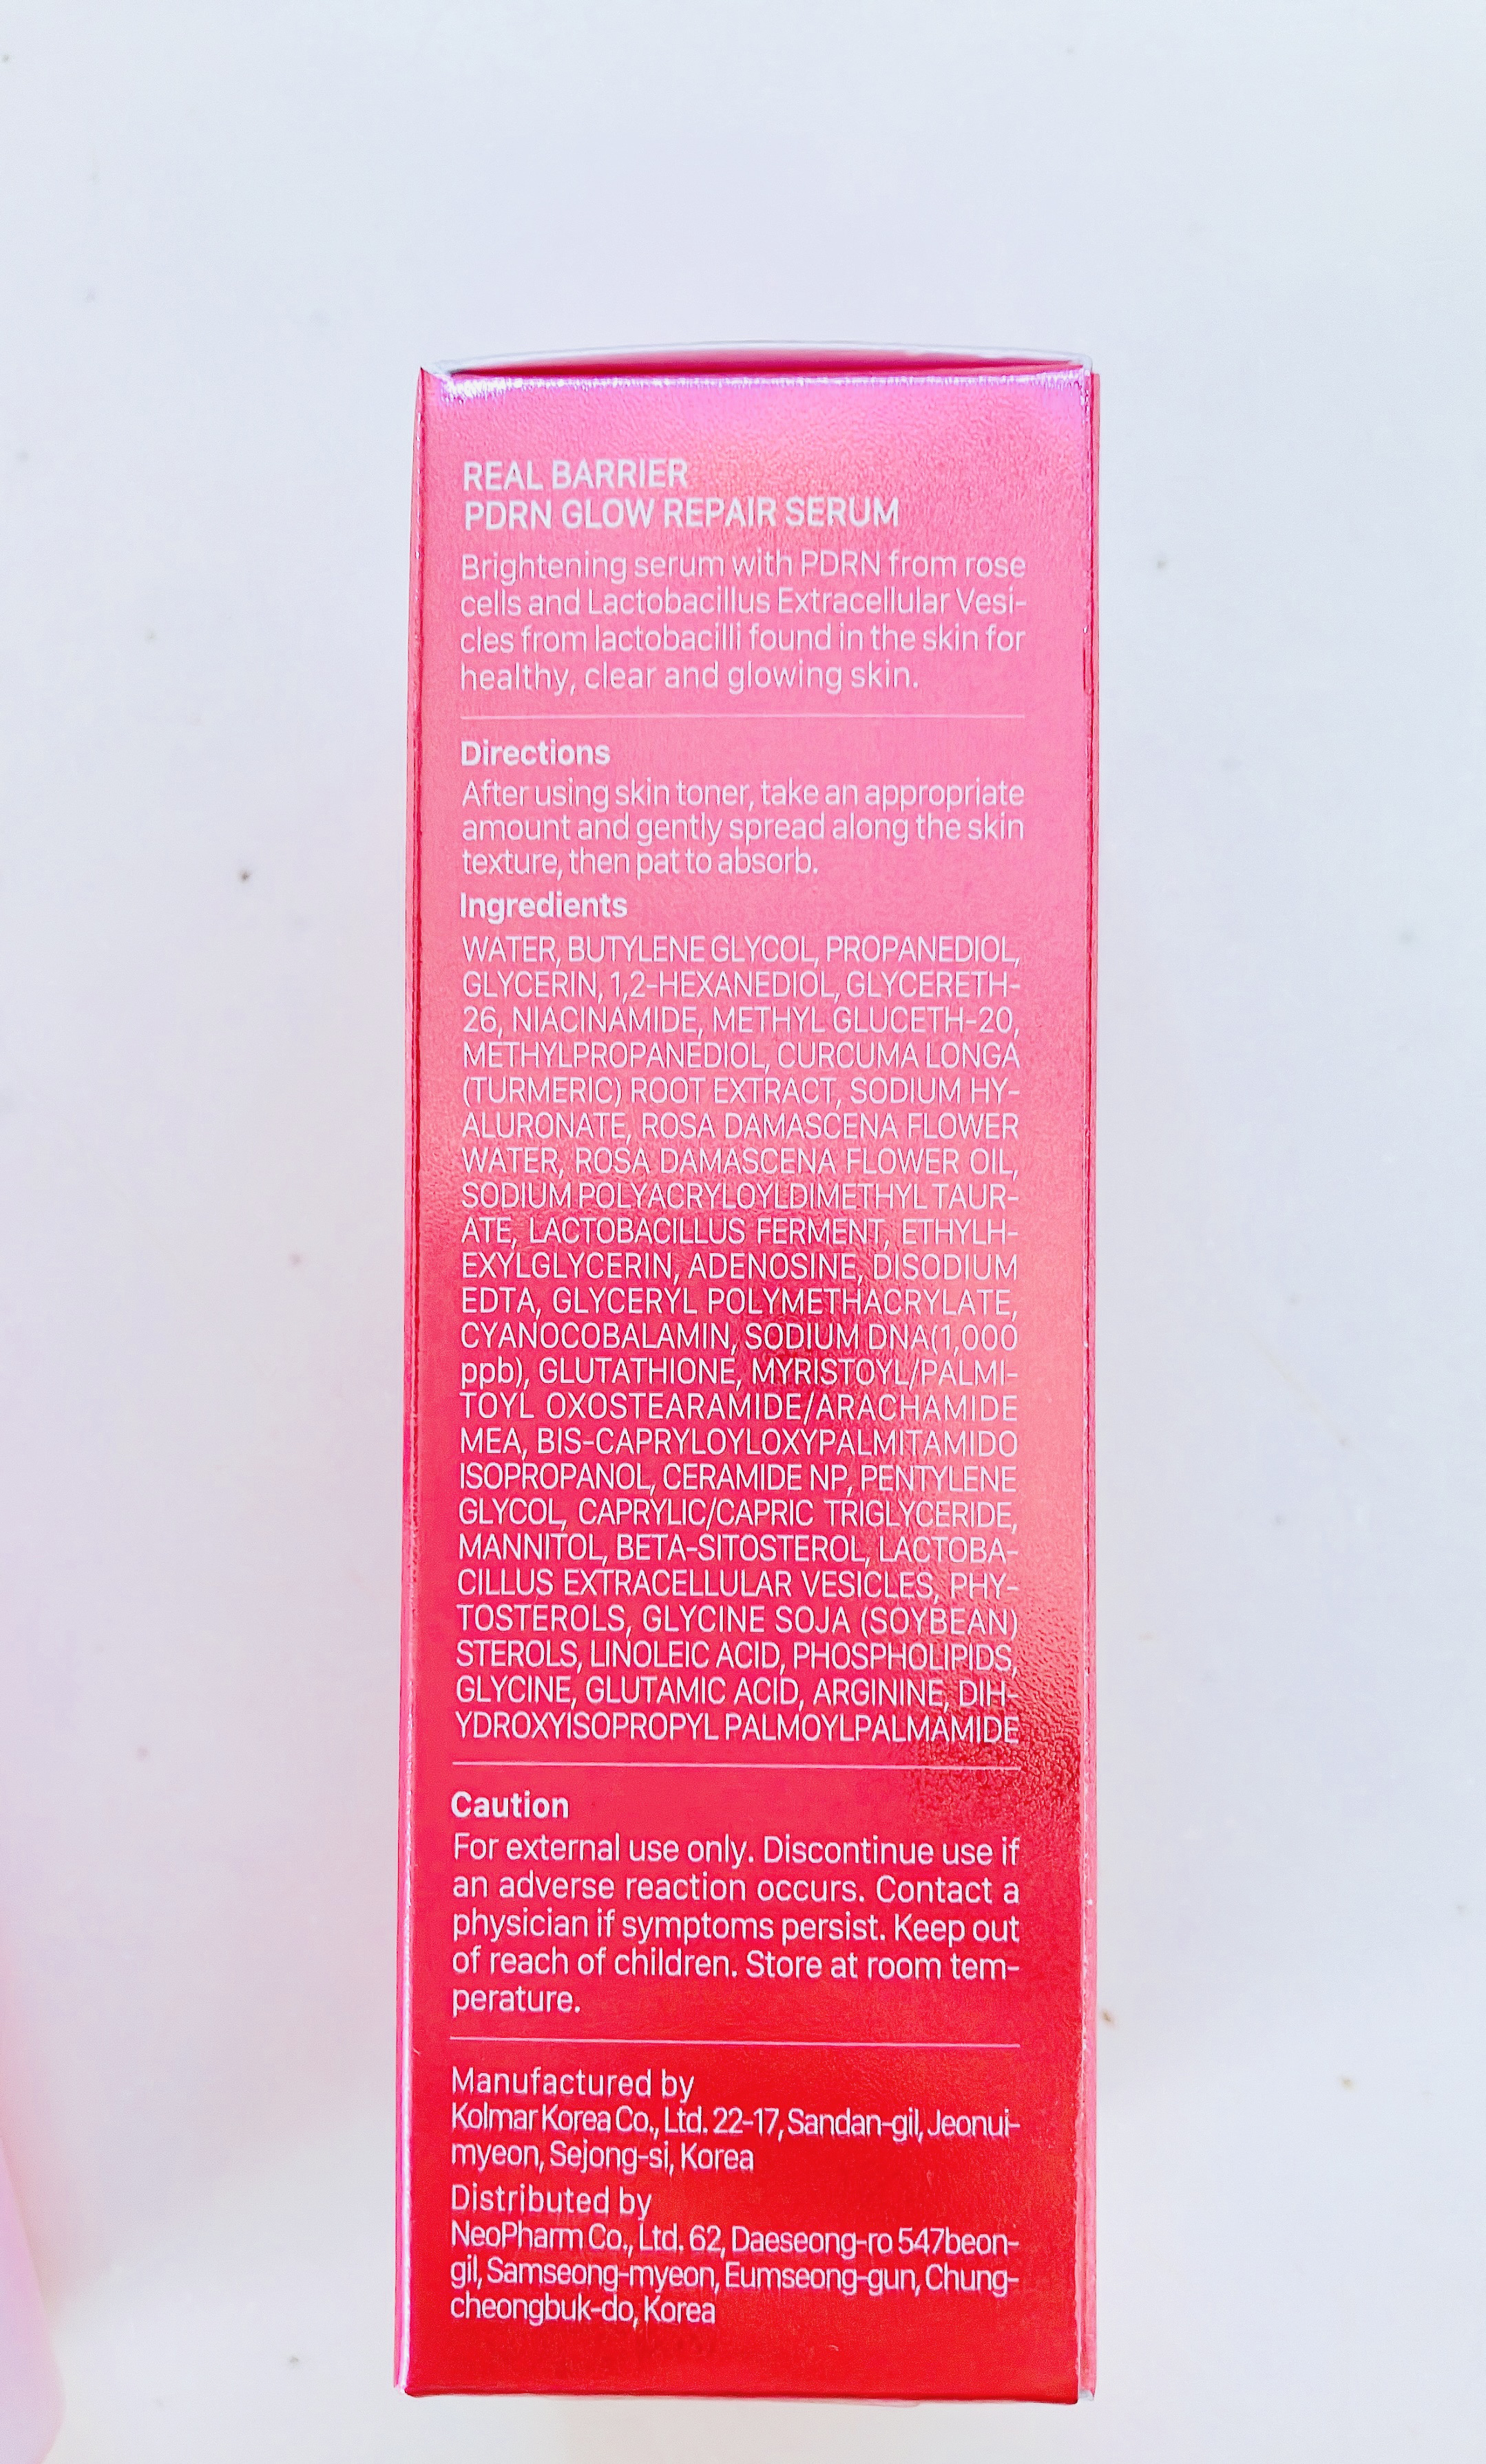 REAL BARRIER
PDRN GLOW REPAIR SERUM
Brightening serum with PDRN from rose
cells and Lactobacillus Extracellular Vesi-
cles from lactobacilli found in the skin for
healthy, clear and glowing skin.
Directions
After using skin toner, take an appropriate
amount and gently spread along the skin
texture, then pat to absorb.
Ingredients
WATER, BUTYLENE GLYCOL, PROPANEDIOL,
GLYCERIN, 1,2-HEXANEDIOL, GLYCERETH-
26, NIACINAMIDE, METHYL GLUCETH-20,
METHYLPROPANEDIOL, CURCUMA LONGA
(TURMERIC) ROOT EXTRACT, SODIUM HY-
ALURONATE, ROSA DAMASCENA FLOWER
WATER, ROSA DAMASCENA FLOWER OIL,
SODIUM POLYACRYLOYLDIMETHYL TAUR-
ATE, LACTOBACILLUS FERMENT, ETHYLH-
EXYLGLYCERIN, ADENOSINE, DISODIUM
EDTA, GLYCERYL POLYMETHACRYLATE,
CYANOCOBALAMIN, SODIUM DNA(1,000
ppb), GLUTATHIONE, MYRISTOYL/PALMI-
TOYL OXOSTEARAMIDE/ARACHAMIDE
MEA, BIS-CAPRYLOYLOXYPALMITAMIDO
ISOPROPANOL, CERAMIDE NP, PENTYLENE
GLYCOL, CAPRYLIC/CAPRIC TRIGLYCERIDE,
MANNITOL, BETA-SITOSTEROL, LACTOBA-
CILLUS EXTRACELLULAR VESICLES, PHY-
TOSTEROLS, GLYCINE SOJA (SOYBEAN)
STEROLS, LINOLEIC ACID, PHOSPHOLIPIDS,
GLYCINE, GLUTAMIC ACID, ARGININE, DIH-
YDROXYISOPROPYL PALMOYLPALMAMIDE
Caution
For external use only. Discontinue use if
an adverse reaction occurs. Contact a
physician if symptoms persist. Keep out
of reach of children. Store at room tem-
perature.
Manufactured by
Kolmar Korea Co., Ltd. 22-17, Sandan-gil, Jeonui-
myeon, Sejong-si, Korea
Distributed by
NeoPharm Co., Ltd. 62, Daeseong-ro 547beon-
gil, Samseong-myeon, Eumseong-gun, Chung-
cheongbuk-do, Korea